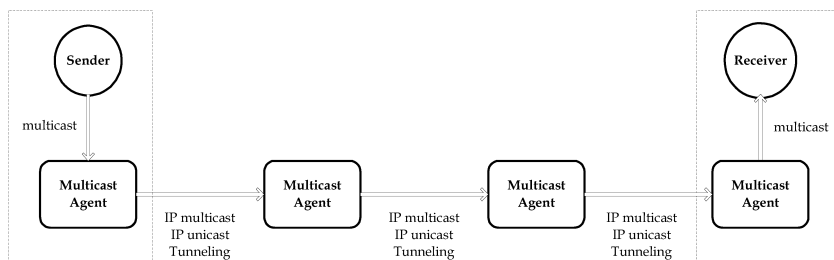 Sender
Receiver
multicast
multicast
Multicast
Agent
Multicast
Agent
Multicast
Agent
Multicast
Agent
IP multicast
IP unicast
Tunneling
IP multicast
IP unicast
Tunneling
IP multicast
IP unicast
Tunneling